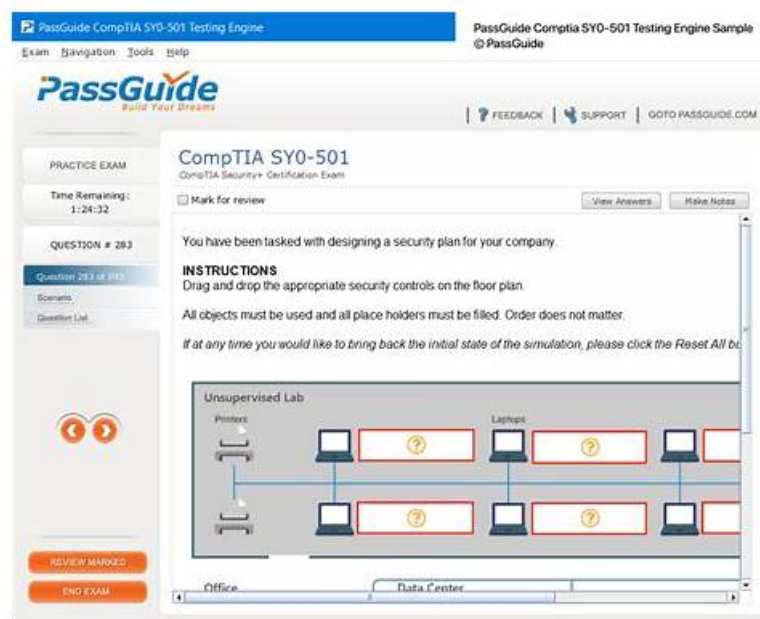 PassGuide CompTIA SY0-501 Testing Engine
PassGuide Comptia SY0-501 Testing Engine Sample
© PassGuide
Exam Navigation Tools Help
PassGuide
Build Your Dreams
? FEEDBACK | SUPPORT | GOTO PASSGUIDE.COM
PRACTICE EXAM
Time Remaining:
1:24:32
QUESTION # 283
Question 283 of
Scenario
Question List
REVIEW MARKED
END EXAM
CompTIA SY0-501
CompTIA Security+ Certification Exam
Mark for review
View Answers
Make Notes
You have been tasked with designing a security plan for your company.
INSTRUCTIONS
Drag and drop the appropriate security controls on the floor plan.
All objects must be used and all place holders must be filled. Order does not matter.
If at any time you would like to bring back the initial state of the simulation, please click the Reset All bu
Unsupervised Lab
Printers
Laptops
? ?
? ?
Office
Data Center